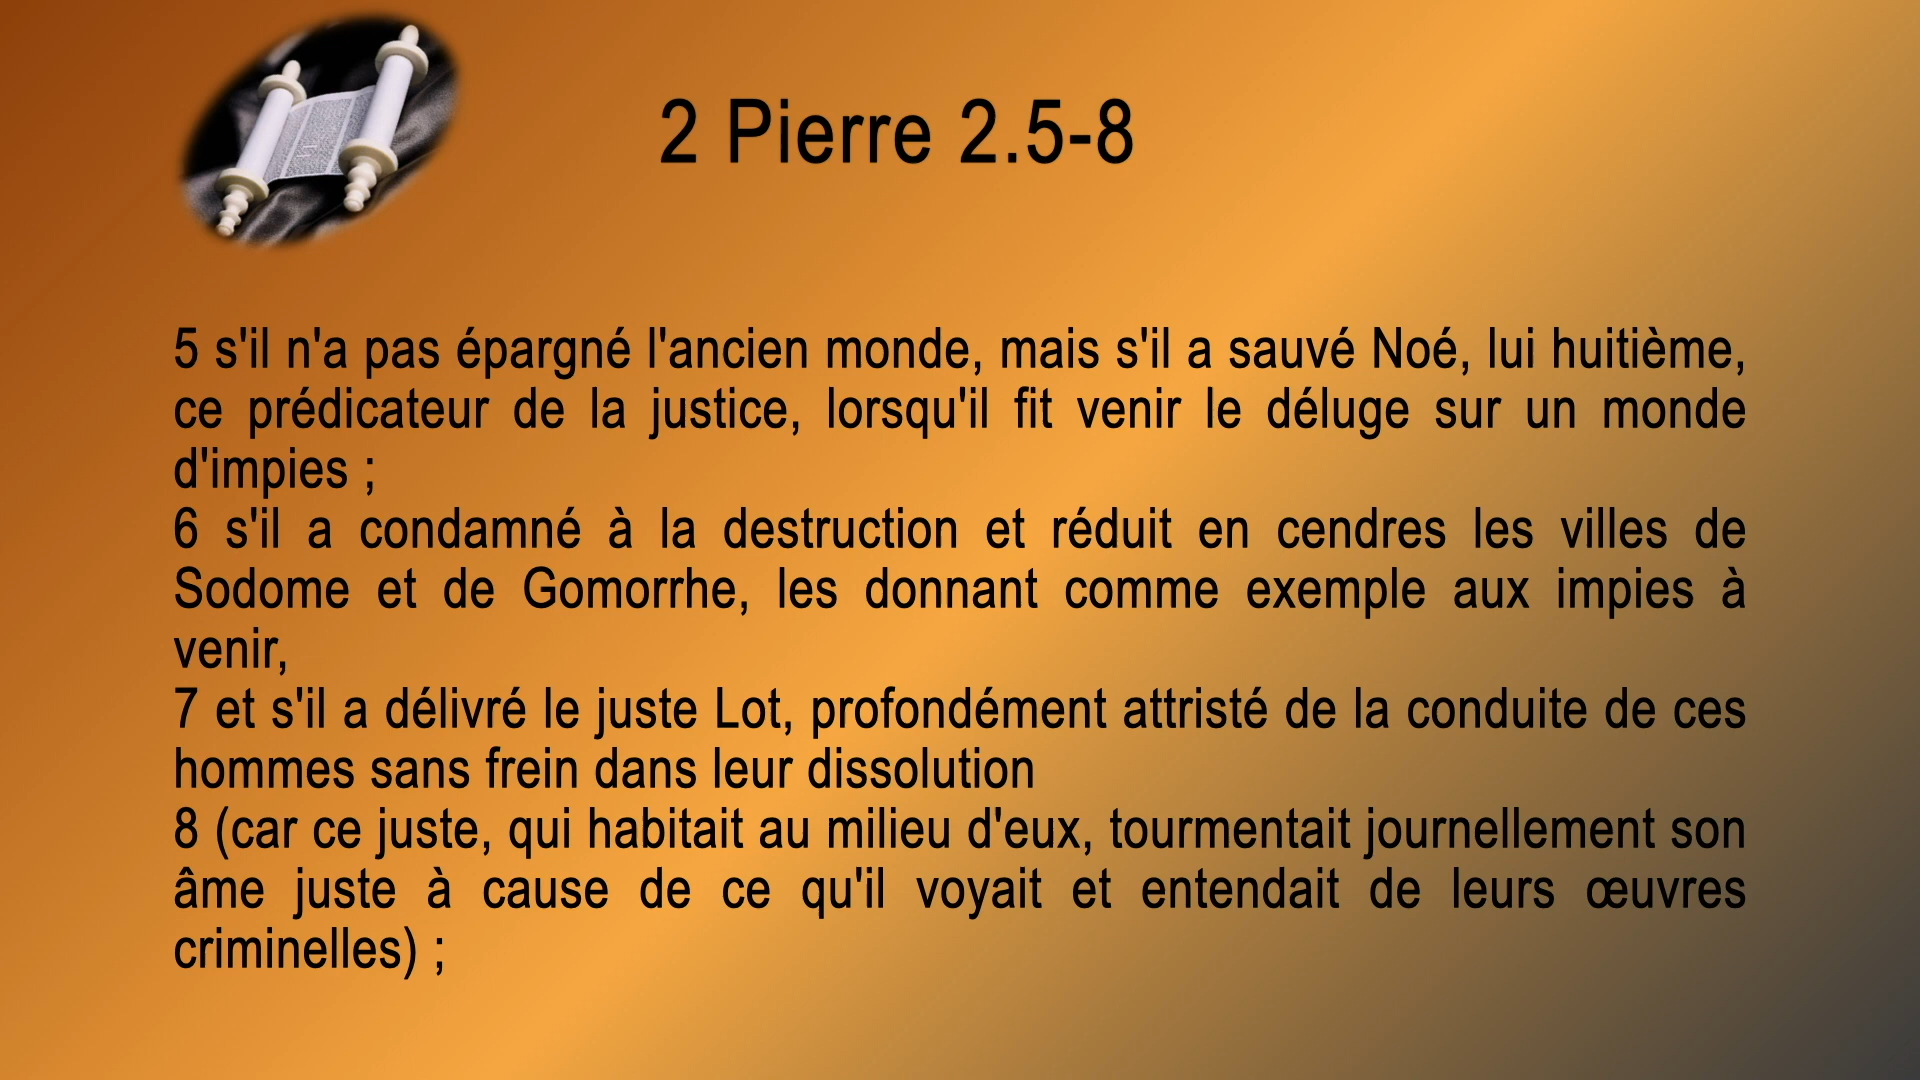 2 Pierre 2.5-8
5 s'il n'a pas épargné l'ancien monde, mais s'il a sauvé Noé, lui huitième,
ce prédicateur de la justice, lorsqu'il fit venir le déluge sur un monde
d'impies ;
6 s'il a condamné à la destruction et réduit en cendres les villes de
Sodome et de Gomorrhe, les donnant comme exemple aux impies à
venir,
7 et s'il a délivré le juste Lot, profondément attristé de la conduite de ces
hommes sans frein dans leur dissolution
8 (car ce juste, qui habitait au milieu d'eux, tourmentait journellement son
âme juste à cause de ce qu'il voyait et entendait de leurs œuvres
criminelles) ;